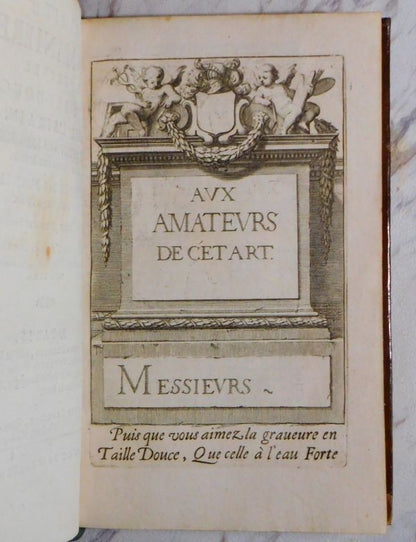 AVX
AMATEVRS
DE CET ART.
MESSIEVRS ~
Puis que vous aimez la graueure en
Taille Douce, Que celle à l'eau Forte